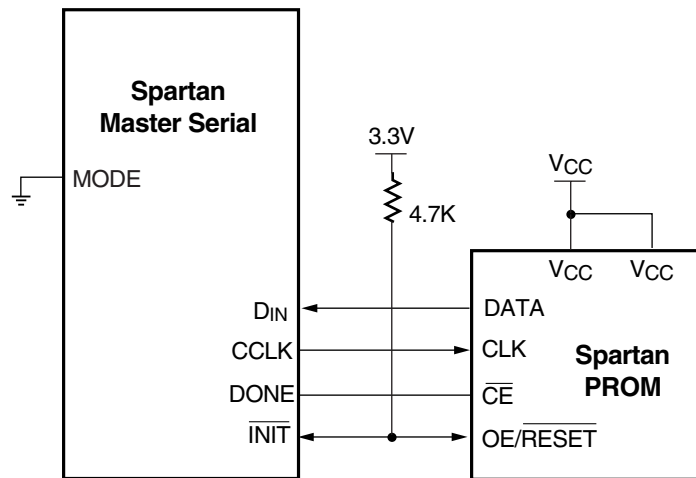 Spartan
Master Serial
MODE
3.3V
4.7K
VCC
VCC
VCC
DIN
CCLK
DONE
INIT
DATA
CLK
CE
OE/RESET
Spartan
PROM